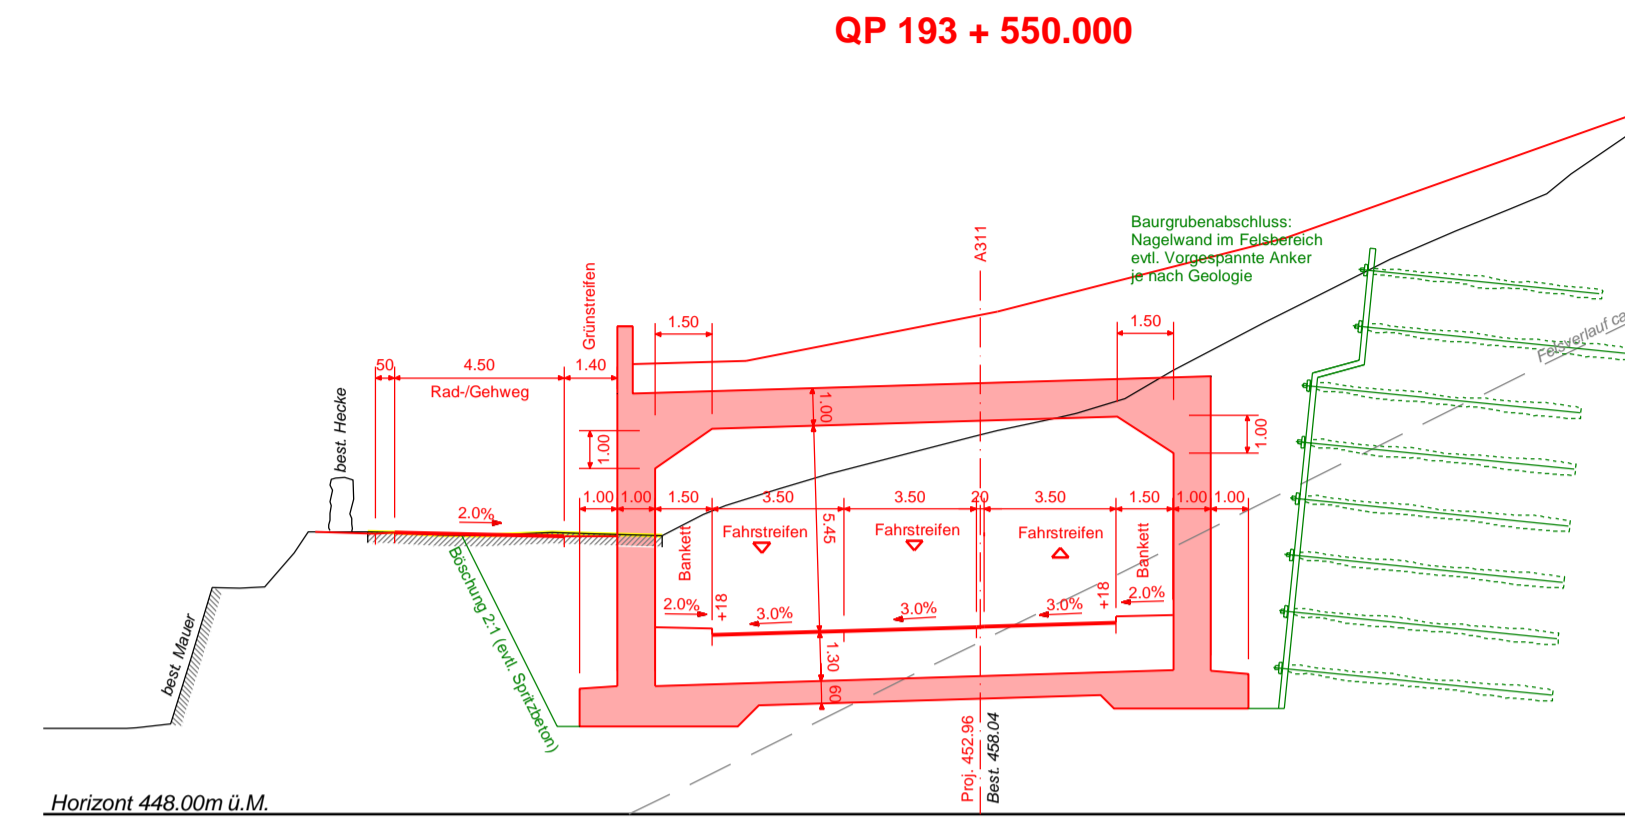 QP 193 + 550.000
A311
Baurgrubenabschluss:
Nagelwand im Felsbereich
evtl. Vorgespannte Anker
je nach Geologie
Grünstreifen
1.50
1.50
50
4.50
1.40
Rad-/Gehweg
Felsverlauf ca
best. Hecke
1.00
1.00
1.00
1.00
1.00
1.50
3.50
3.50
20
3.50
1.50
1.00
1.00
2.0%
Bankett
Fahrstreifen
5.45
Fahrstreifen
Fahrstreifen
Bankett
2.0%
+18
3.0%
3.0%
3.0%
+18
2.0%
Böschung 2:1 (evtl. Spritzbeton)
best. Mauer
1.30
60
Proj. 452.96
Best. 458.04
Horizont 448.00m ü.M.